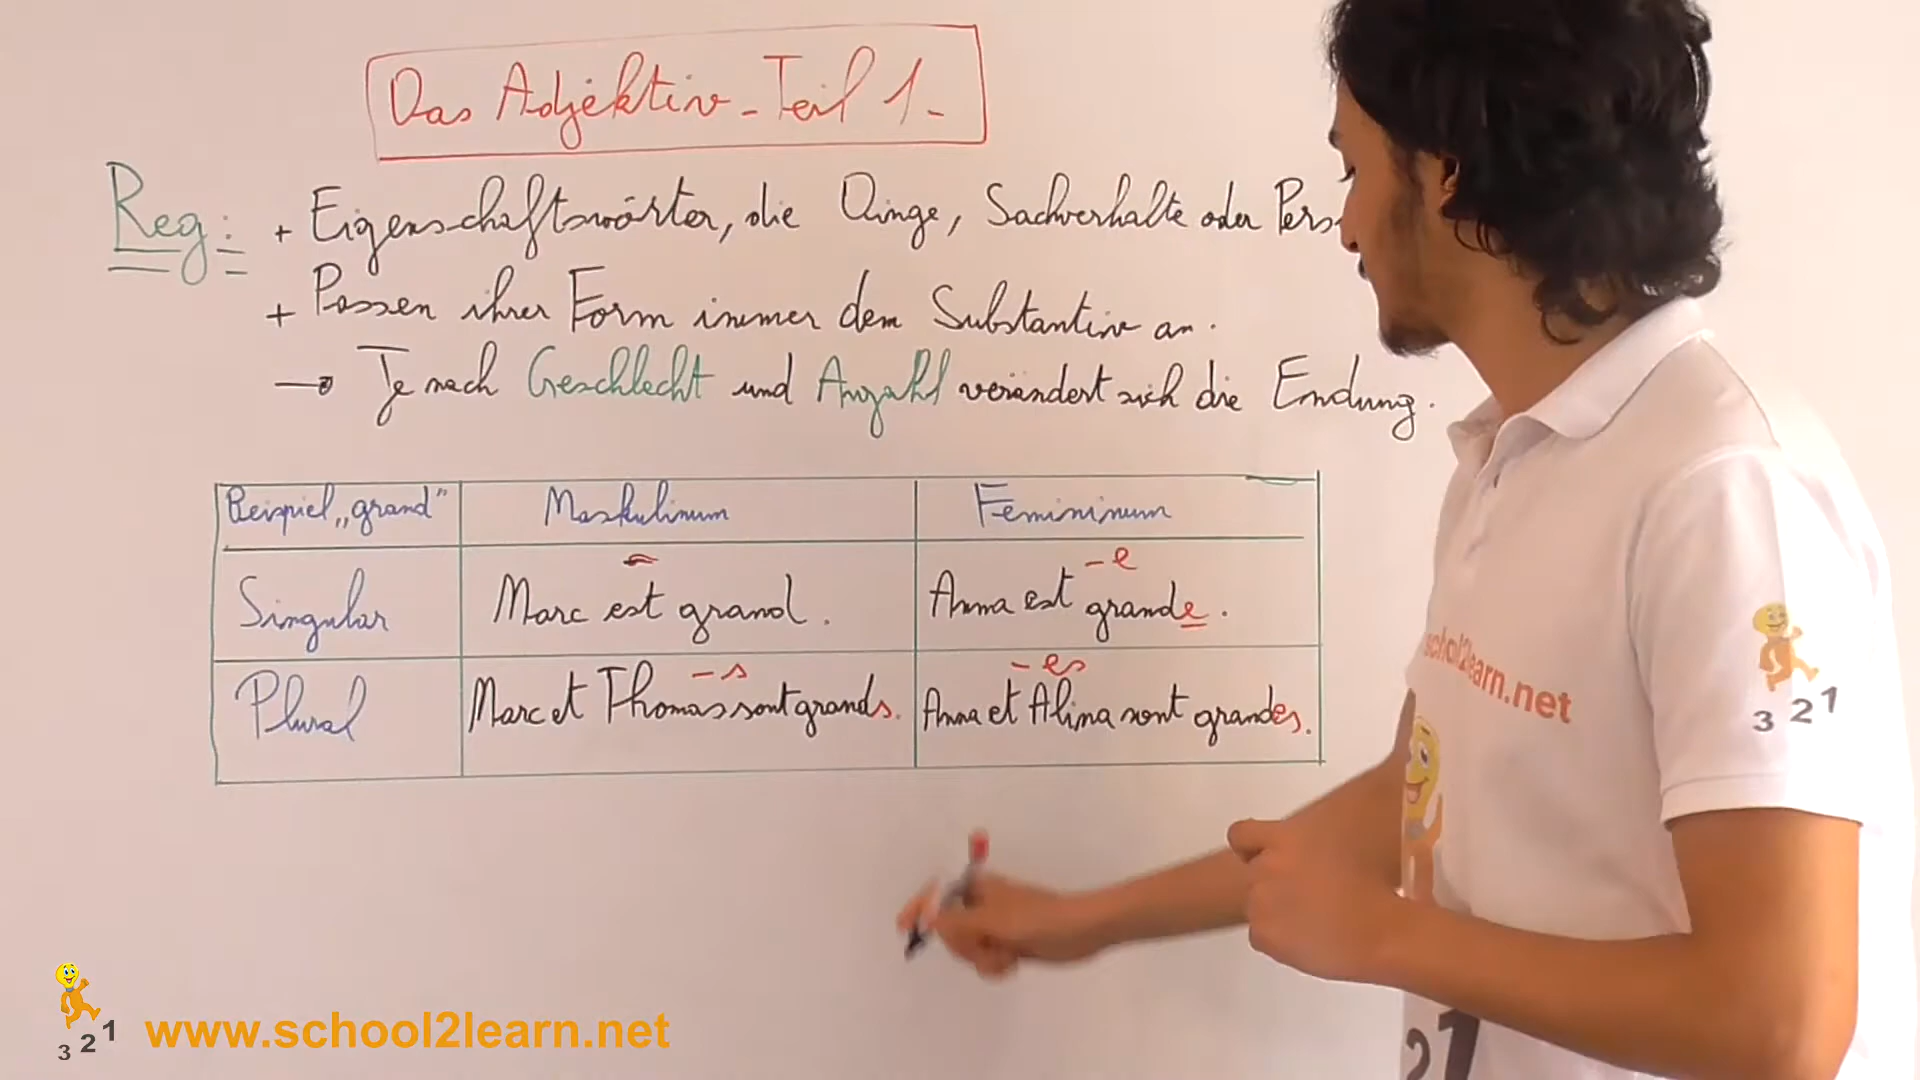 Das Adjektiv - Teil 1 -
Reg: + Eigenschaftswörter, die Dinge, Sachverhalte oder Pers
+ Passen ihrer Form immer dem Substantiv an.
→ Je nach Geschlecht und Anzahl verändert sich die Endung.
Beispiel „grand" Maskulinum Femininum
- -e
Singular Marc est grand. Anna est grande.
-s -es
Plural Marc et Thomas sont grands. Anna et Alina sont grandes.
school2learn.net
3 2 1
2 1
3 2 1 www.school2learn.net